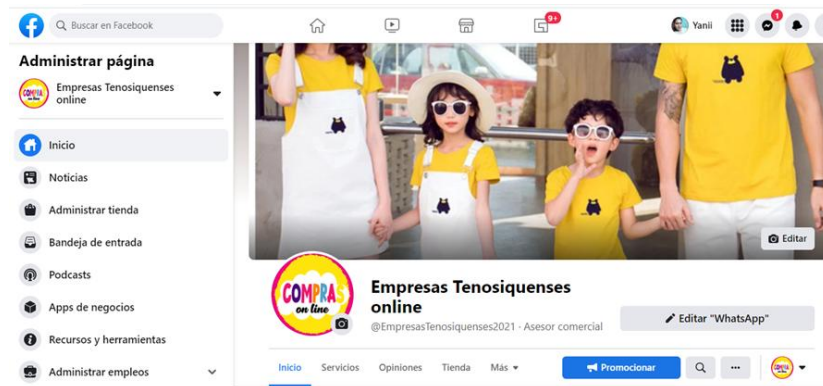 Buscar en Facebook
9+
Yanii
1
Administrar página
Empresas Tenosiquenses
online
Inicio
Noticias
Administrar tienda
Bandeja de entrada
Podcasts
Apps de negocios
Recursos y herramientas
Administrar empleos
Editar
COMPRAS
on line
Empresas Tenosiquenses
online
@EmpresasTenosiquenses2021 · Asesor comercial
Editar "WhatsApp"
Inicio Servicios Opiniones Tienda Más
Promocionar